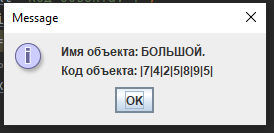 Message
Имя объекта: БОЛЬШОЙ.
Код объекта: |7|4|2|5|8|9|5|
OK